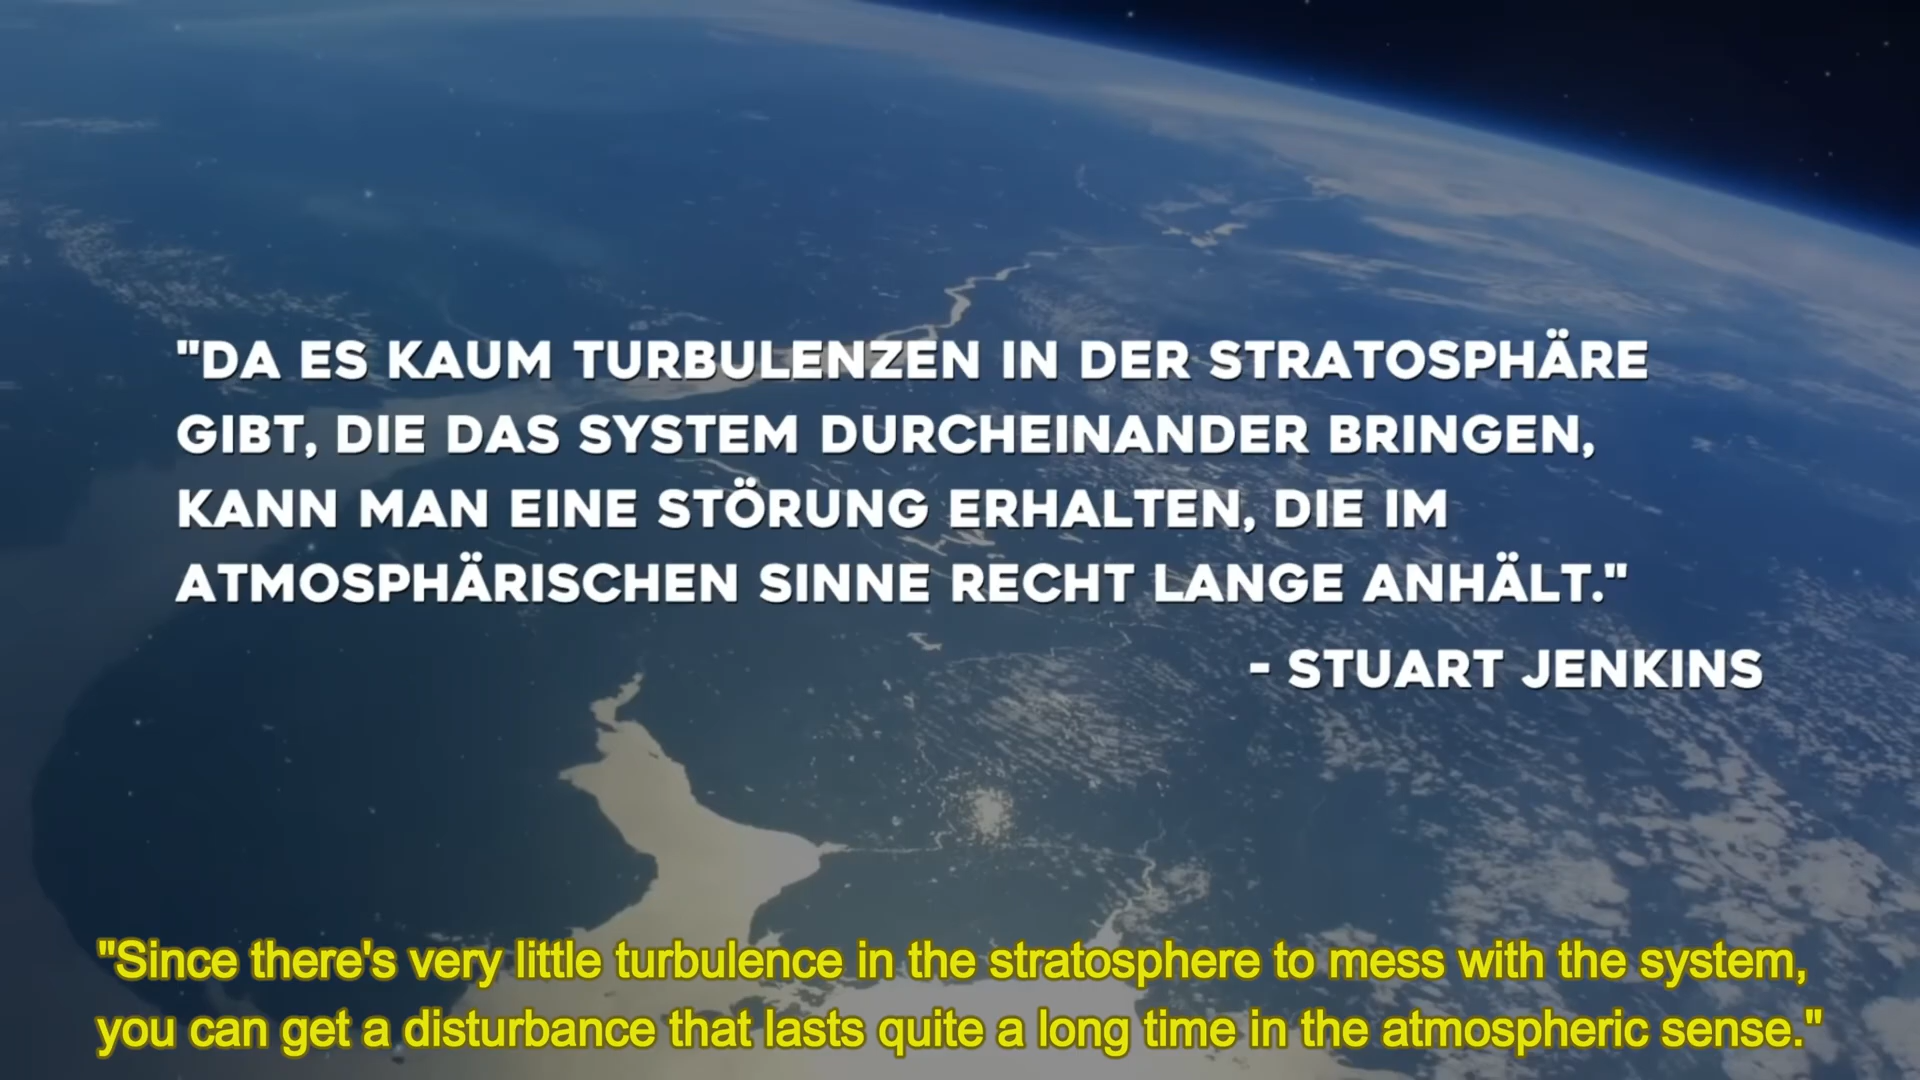 "DA ES KAUM TURBULENZEN IN DER STRATOSPHÄRE
GIBT, DIE DAS SYSTEM DURCHEINANDER BRINGEN,
KANN MAN EINE STÖRUNG ERHALTEN, DIE IM
ATMOSPHÄRISCHEN SINNE RECHT LANGE ANHÄLT."
- STUART JENKINS
"Since there's very little turbulence in the stratosphere to mess with the system,
you can get a disturbance that lasts quite a long time in the atmospheric sense."